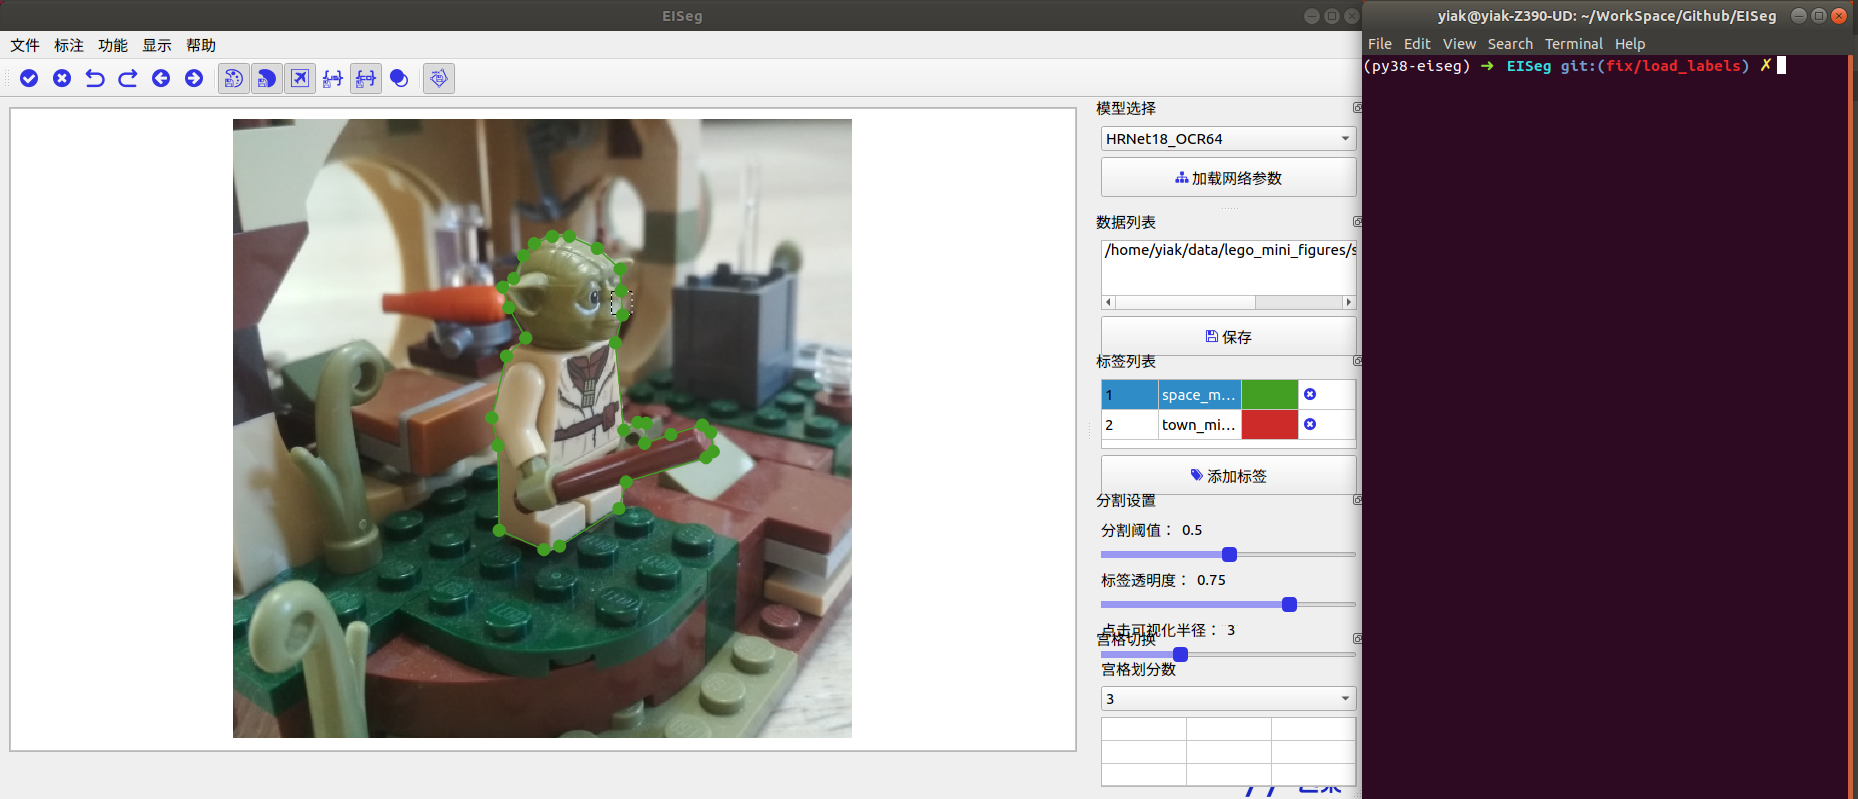 EISeg
文件 标注 功能 显示 帮助
模型选择
HRNet18_OCR64
加载网络参数
数据列表
/home/yiak/data/lego_mini_figures/s
保存
标签列表
1 space_m...
2 town_mi...
添加标签
分割设置
分割阈值： 0.5
标签透明度： 0.75
点击可视化半径： 3
宫格切换
宫格划分数
3
yiak@yiak-Z390-UD: ~/WorkSpace/Github/EISeg
File Edit View Search Terminal Help
(py38-eiseg) ➜ EISeg git:(fix/load_labels) ✗